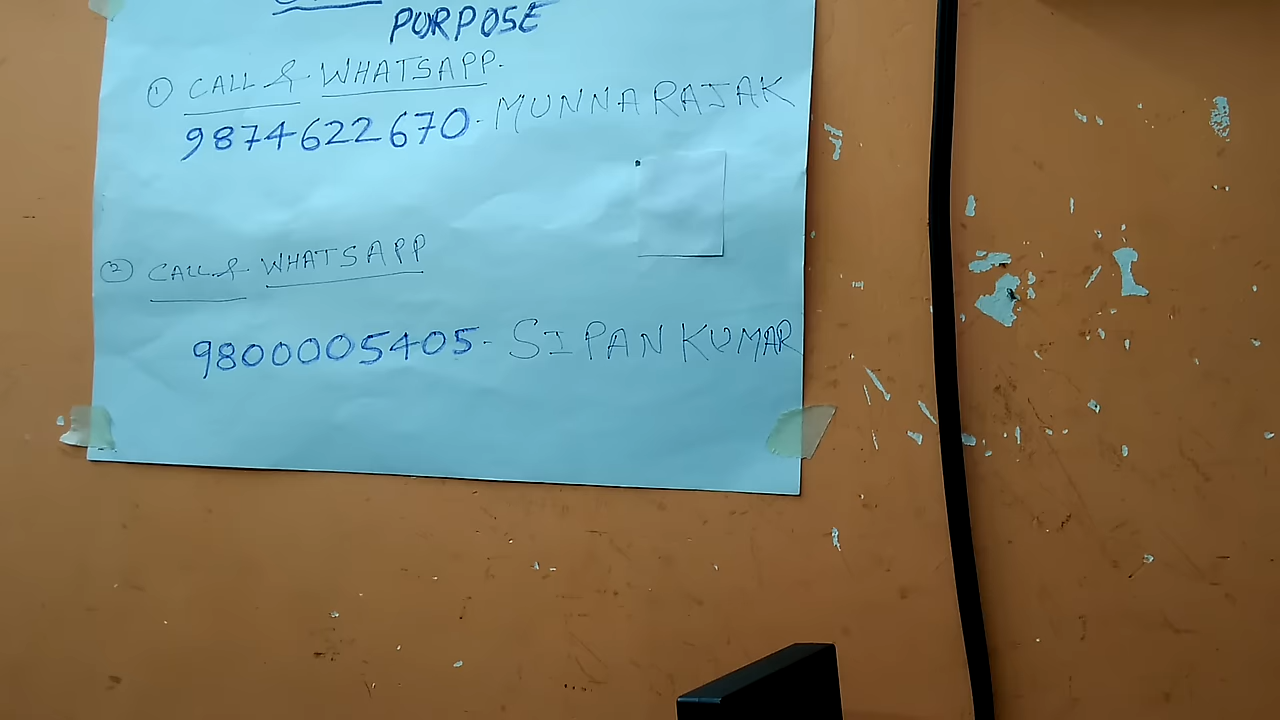 PURPOSE
① CALL & WHATSAPP.
9874622670. MUNNA RAJAK
② CALL & WHATSAPP
9800005405- SIPAN KUMAR